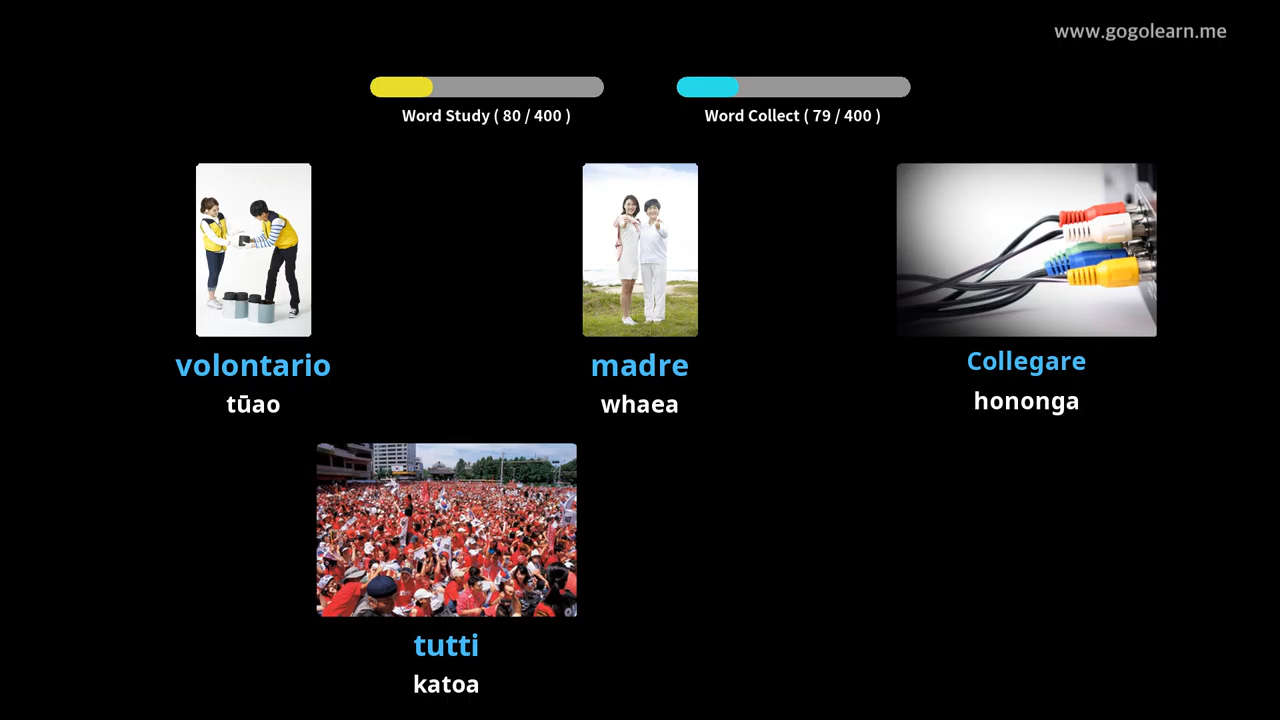 www.gogolearn.me
Word Study ( 80 / 400 )
Word Collect ( 79 / 400 )
volontario
tūao
madre
whaea
Collegare
hononga
tutti
katoa